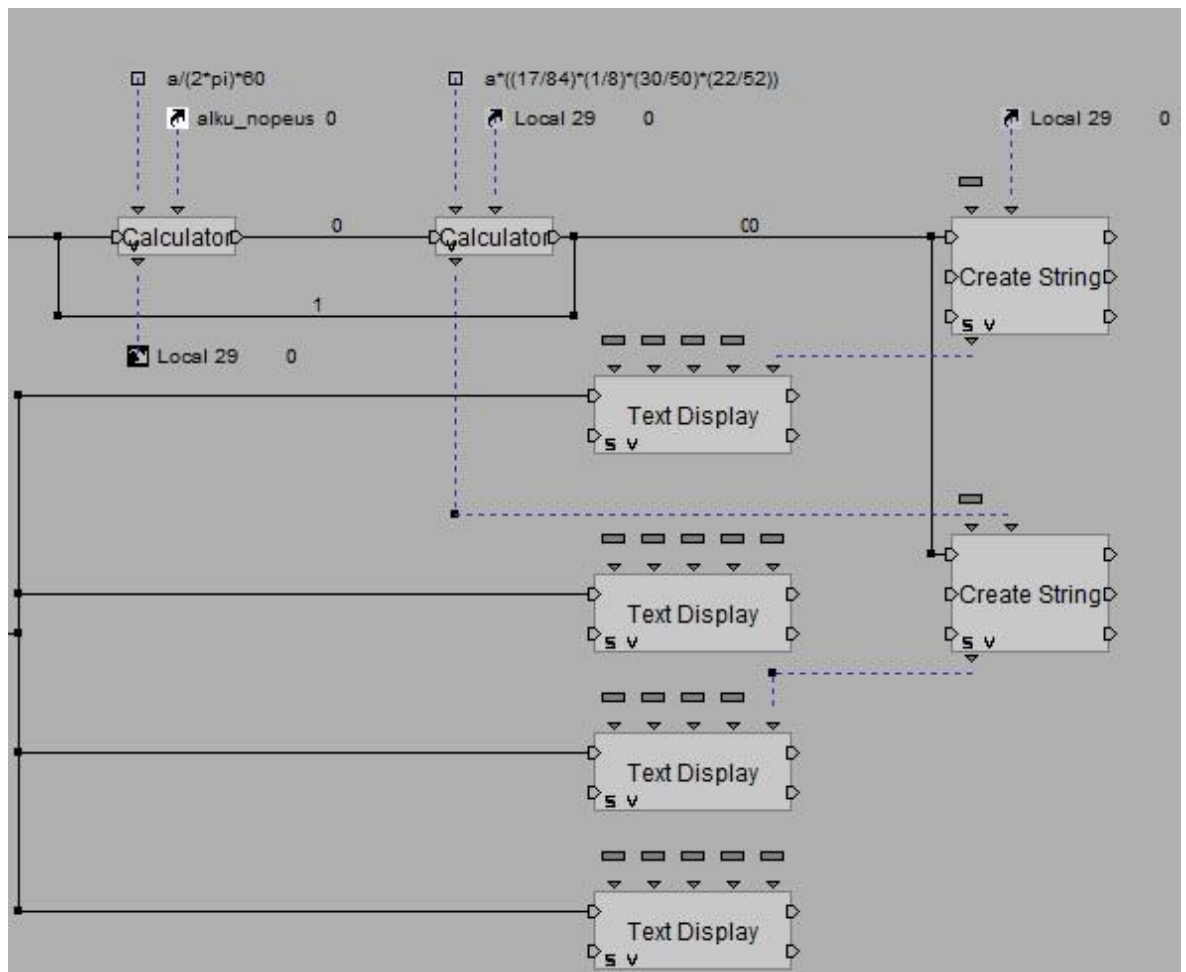 a/(2*pi)*60
a*((17/84)*(1/8)*(30/50)*(22/52))
alku_nopeus 0
Local 29 0
Local 29 0
Calculator
0
Calculator
00
Create String
S V
1
Local 29 0
Text Display
S V
Text Display
S V
Create String
S V
Text Display
S V
Text Display
S V